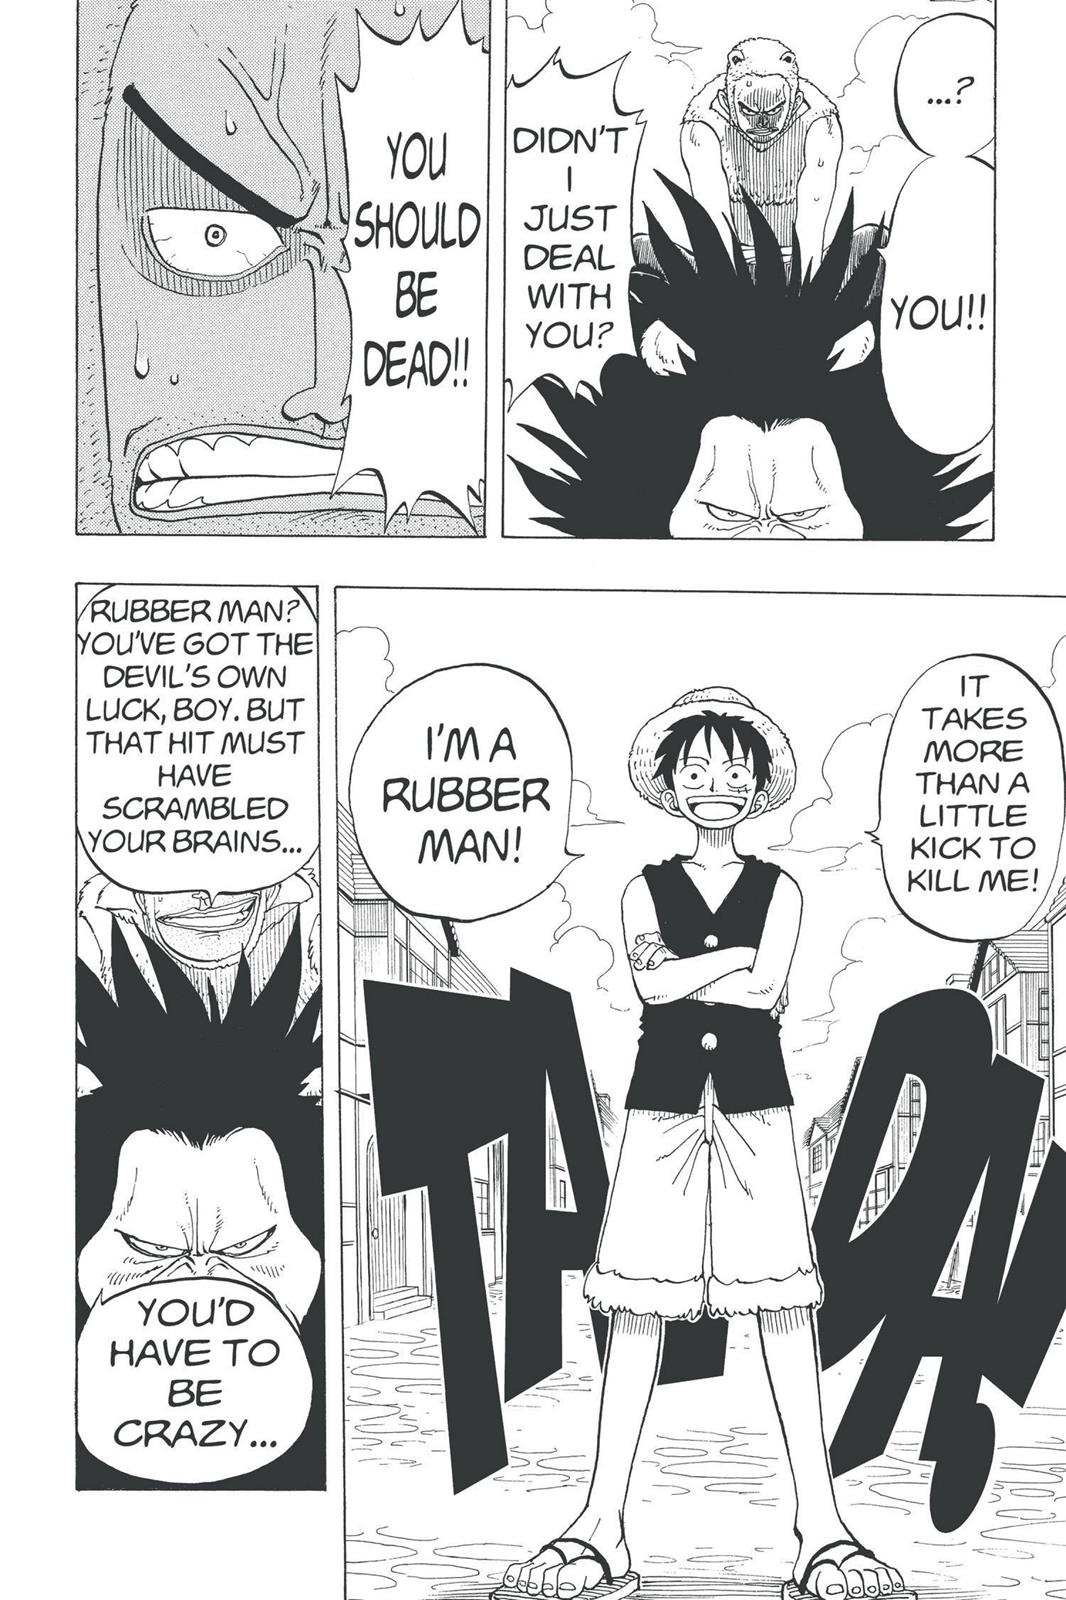 ...?
YOU!!
DIDN'T
I
JUST
DEAL
WITH
YOU?
YOU
SHOULD
BE
DEAD!!
IT
TAKES
MORE
THAN A
LITTLE
KICK TO
KILL ME!
I'M A
RUBBER
MAN!
TA DA!
RUBBER MAN?
YOU'VE GOT THE
DEVIL'S OWN
LUCK, BOY. BUT
THAT HIT MUST
HAVE
SCRAMBLED
YOUR BRAINS...
YOU'D
HAVE TO
BE
CRAZY...